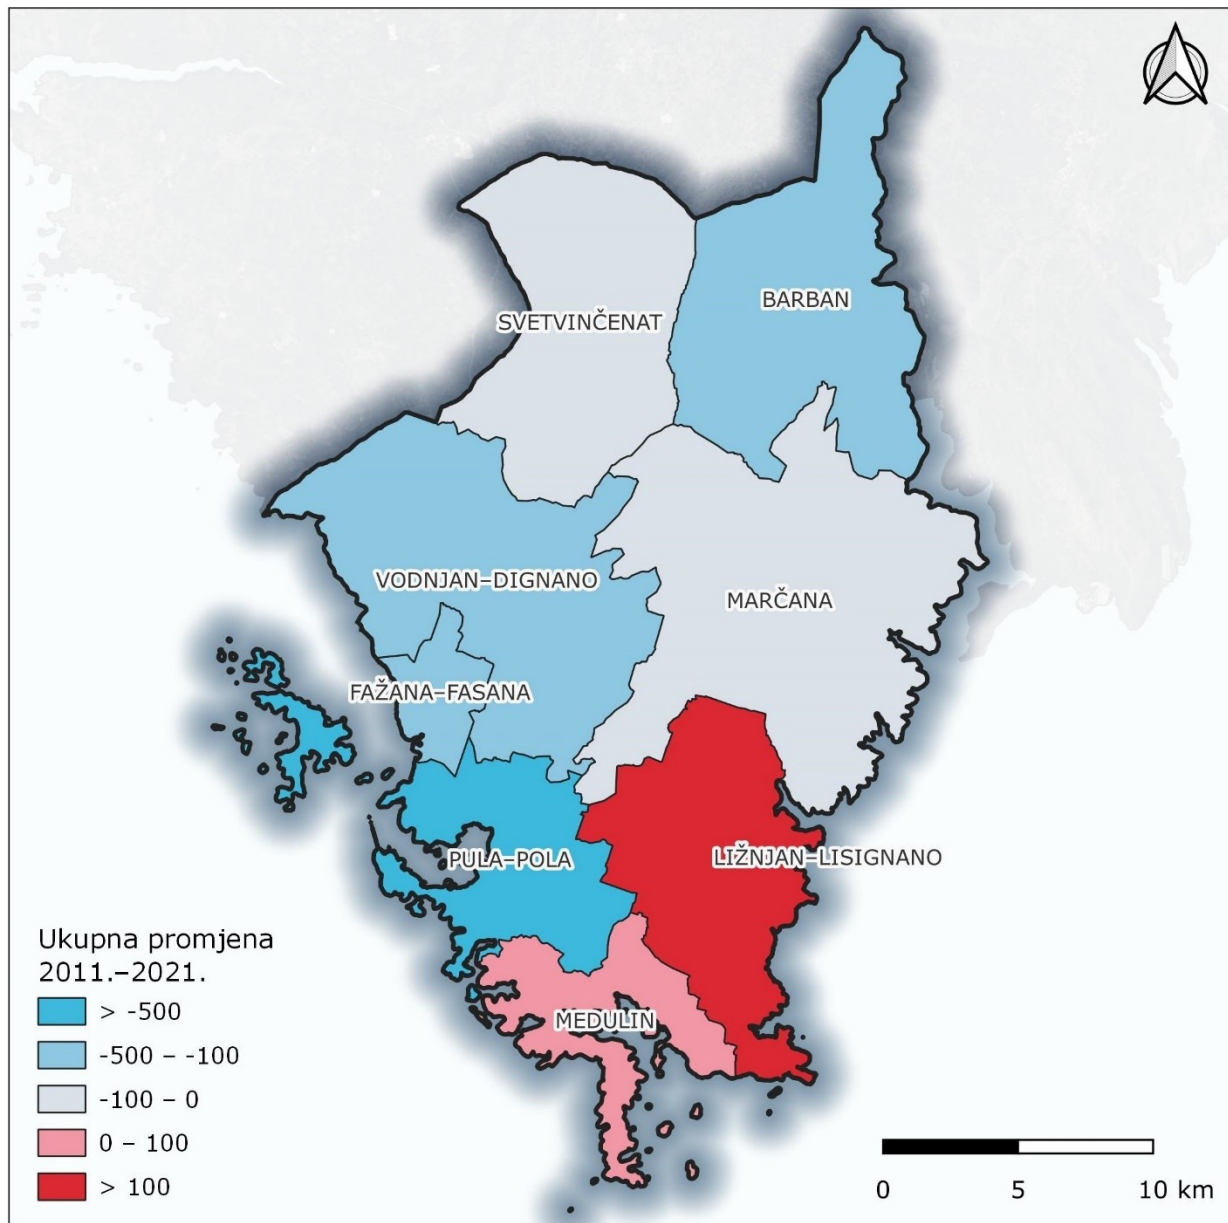 SVETVINČENAT
BARBAN
VODNJAN–DIGNANO
MARČANA
FAŽANA–FASANA
PULA–POLA
LIŽNJAN–LISIGNANO
MEDULIN
Ukupna promjena
2011.–2021.
> -500
-500 – -100
-100 – 0
0 – 100
> 100
0 5 10 km